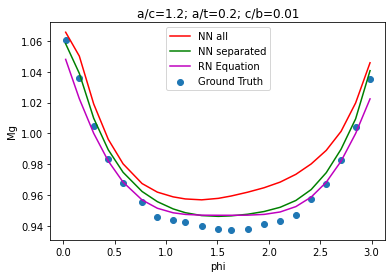 a/c=1.2; a/t=0.2; c/b=0.01
NN all
NN separated
RN Equation
Ground Truth
Mg
1.06
1.04
1.02
1.00
0.98
0.96
0.94
0.0
0.5
1.0
1.5
2.0
2.5
3.0
phi